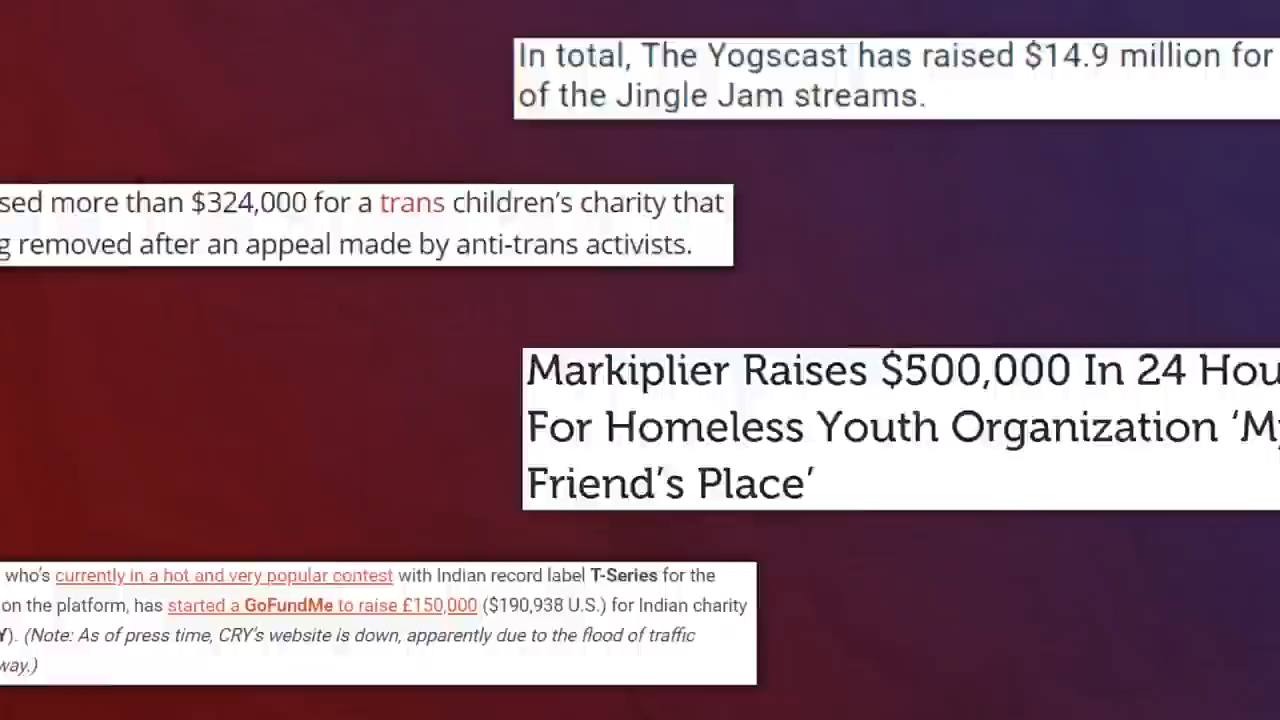 In total, The Yogscast has raised $14.9 million for
of the Jingle Jam streams.
sed more than $324,000 for a trans children's charity that
g removed after an appeal made by anti-trans activists.
Markiplier Raises $500,000 In 24 Hou
For Homeless Youth Organization ‘My
Friend's Place’
who's currently in a hot and very popular contest with Indian record label T-Series for the
on the platform, has started a GoFundMe to raise £150,000 ($190,938 U.S.) for Indian charity
Y). (Note: As of press time, CRY's website is down, apparently due to the flood of traffic
way.)